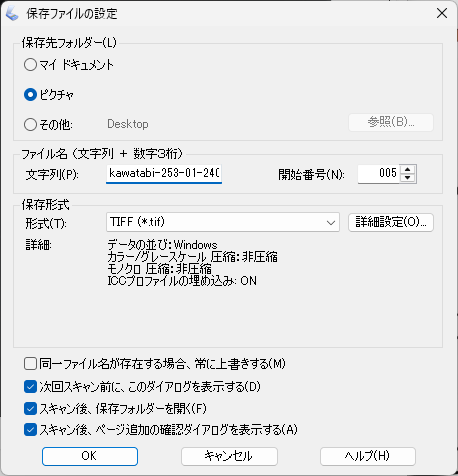 保存ファイルの設定
保存先フォルダー(L)
マイ ドキュメント
ピクチャ
その他: Desktop 参照(B)...
ファイル名 (文字列 + 数字3桁)
文字列(P): kawatabi-253-01-240 開始番号(N): 005
保存形式
形式(T): TIFF (*.tif) 詳細設定(O)...
詳細: データの並び: Windows
カラー/グレースケール 圧縮: 非圧縮
モノクロ 圧縮: 非圧縮
ICCプロファイルの埋め込み: ON
同一ファイル名が存在する場合、常に上書きする(M)
次回スキャン前に、このダイアログを表示する(D)
スキャン後、保存フォルダーを開く(F)
スキャン後、ページ追加の確認ダイアログを表示する(A)
OK キャンセル ヘルプ(H)